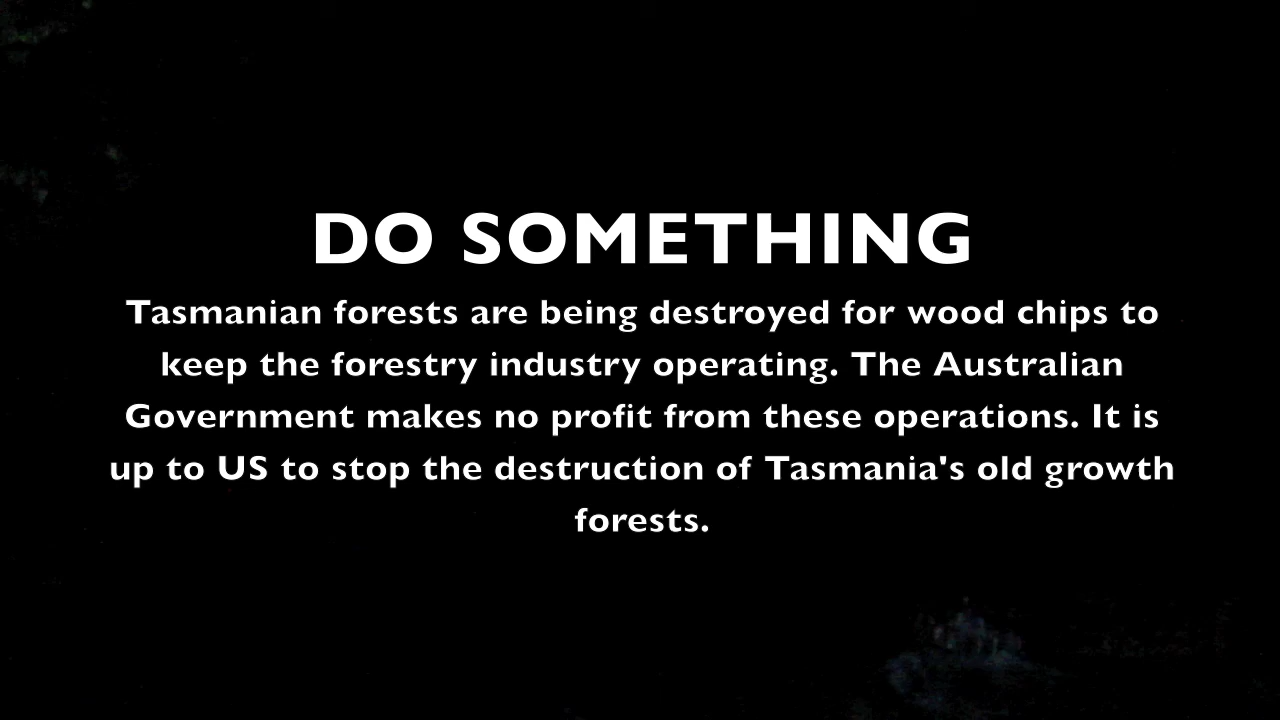 DO SOMETHING
Tasmanian forests are being destroyed for wood chips to
keep the forestry industry operating. The Australian
Government makes no profit from these operations. It is
up to US to stop the destruction of Tasmania's old growth
forests.